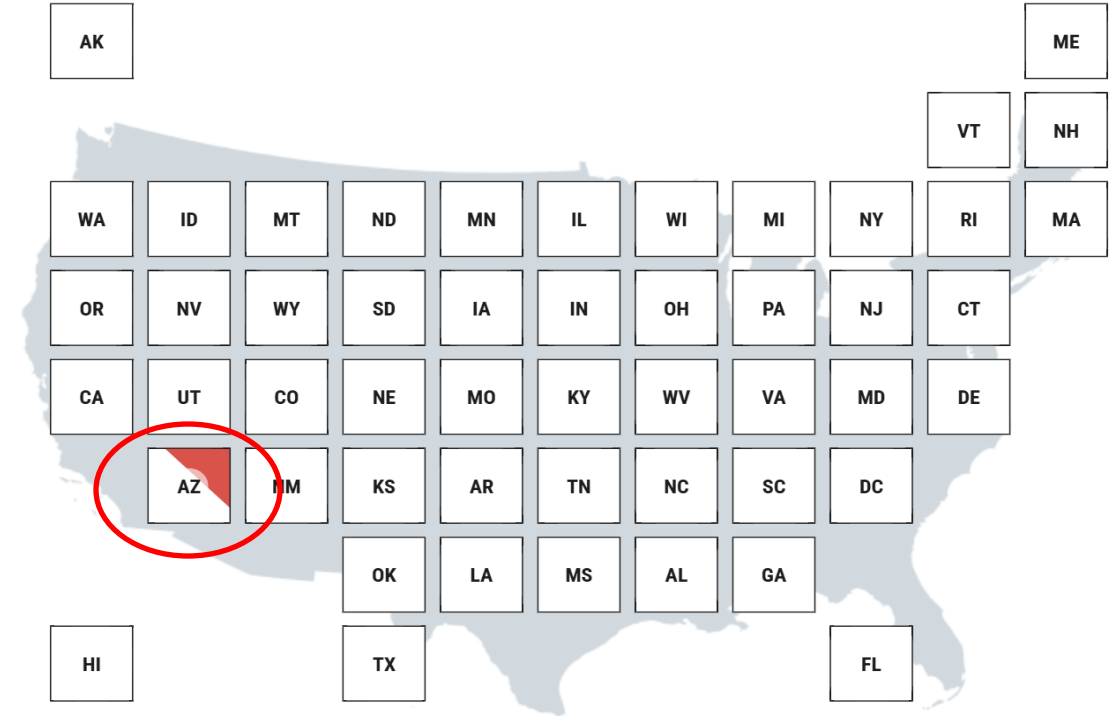 AK ME
VT NH
WA ID MT ND MN IL WI MI NY RI MA
OR NV WY SD IA IN OH PA NJ CT
CA UT CO NE MO KY WV VA MD DE
AZ NM KS AR TN NC SC DC
OK LA MS AL GA
HI TX FL